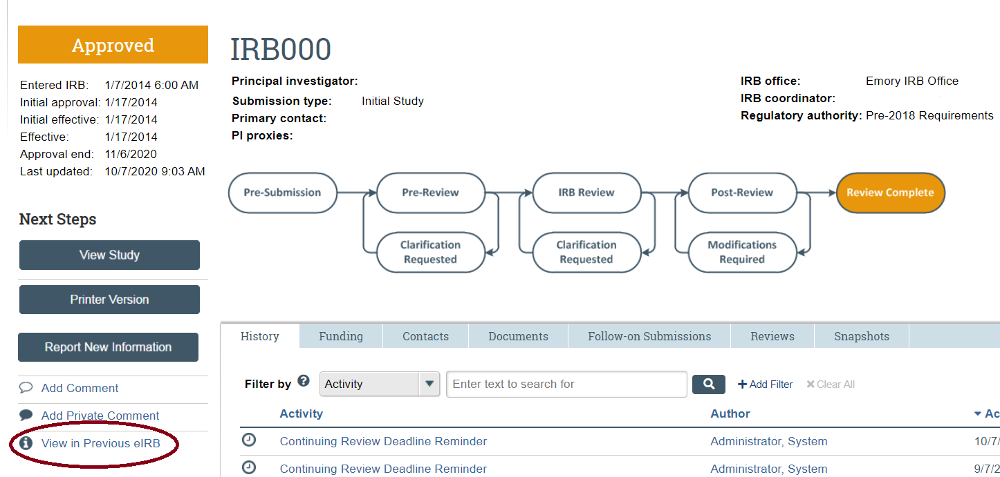 Approved
Entered IRB: 1/7/2014 6:00 AM
Initial approval: 1/17/2014
Initial effective: 1/17/2014
Effective: 1/17/2014
Approval end: 11/6/2020
Last updated: 10/7/2020 9:03 AM
Next Steps
View Study
Printer Version
Report New Information
Add Comment
Add Private Comment
View in Previous eIRB
IRB000
Principal investigator:
Submission type: Initial Study
Primary contact:
PI proxies:
IRB office: Emory IRB Office
IRB coordinator:
Regulatory authority: Pre-2018 Requirements
Pre-Submission
Pre-Review
IRB Review
Post-Review
Review Complete
Clarification
Requested
Clarification
Requested
Modifications
Required
History Funding Contacts Documents Follow-on Submissions Reviews Snapshots
Filter by ? Activity Enter text to search for + Add Filter × Clear All
Activity Author Ac
Continuing Review Deadline Reminder Administrator, System 10/7/
Continuing Review Deadline Reminder Administrator, System 9/7/2